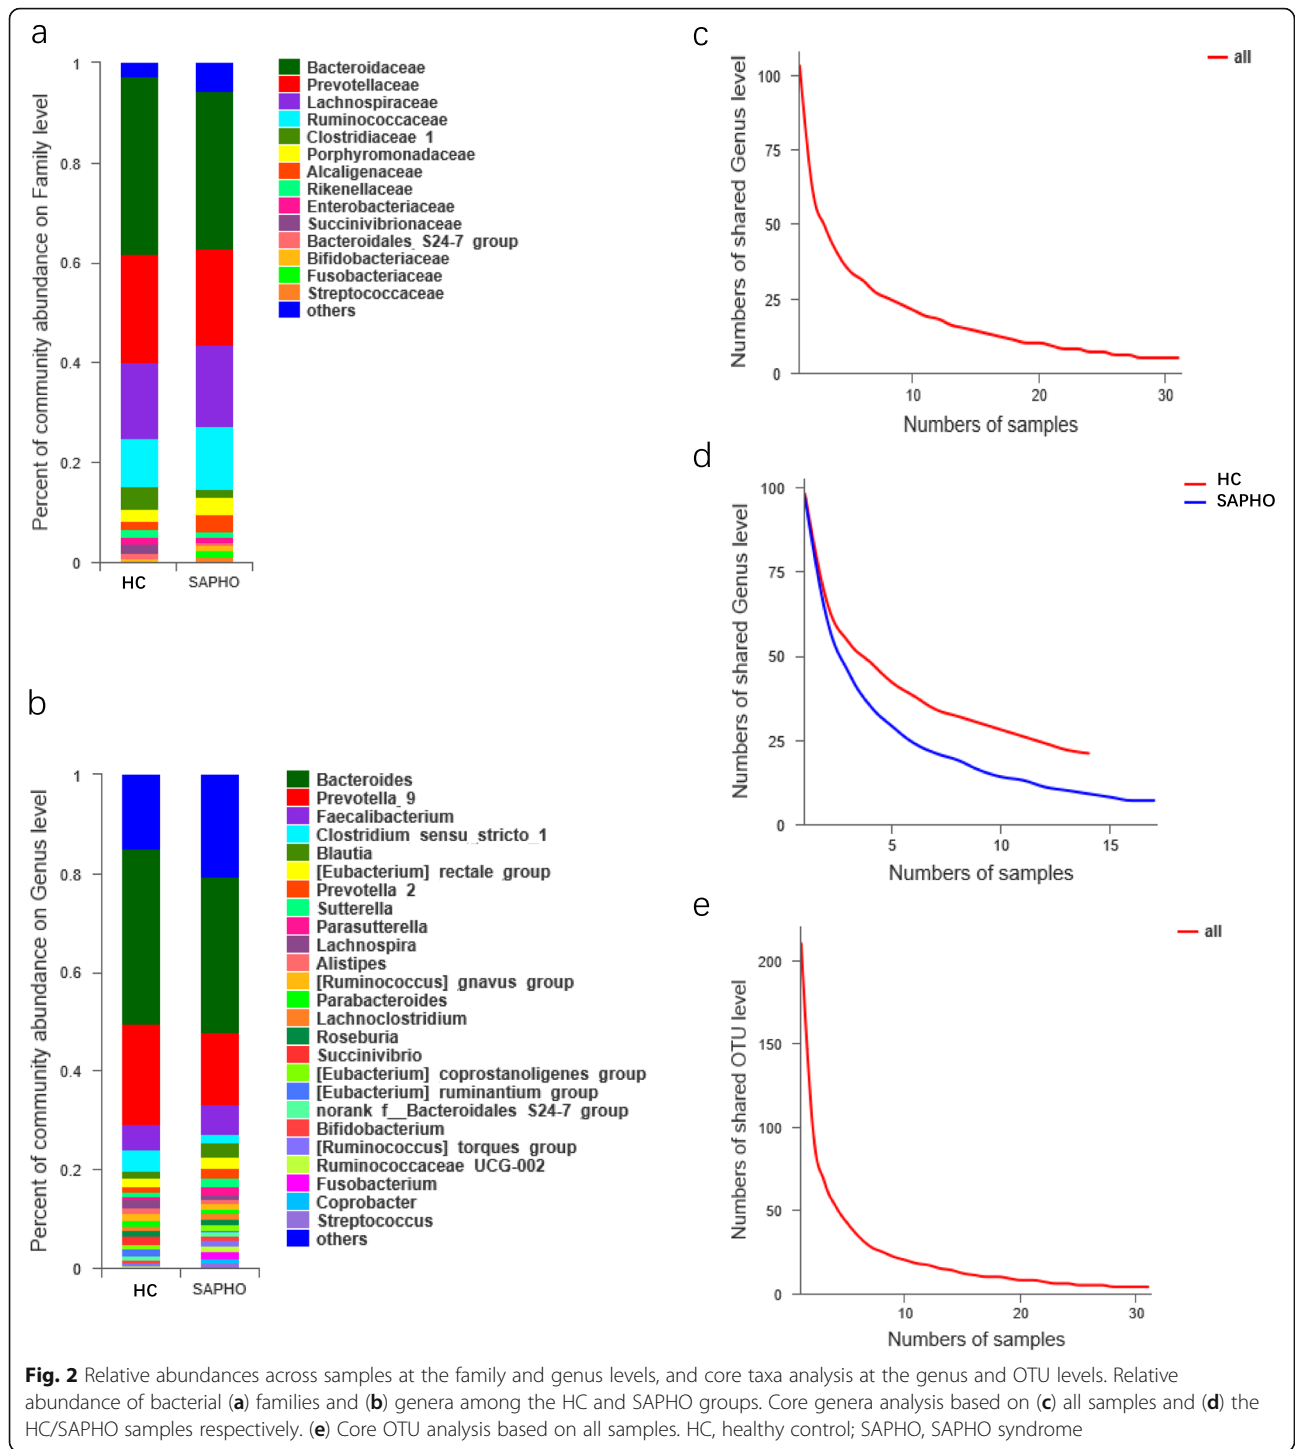 a
Percent of community abundance on Family level
1
0.8
0.6
0.4
0.2
0
HC
SAPHO
Bacteroidaceae
Prevotellaceae
Lachnospiraceae
Ruminococcaceae
Clostridiaceae_1
Porphyromonadaceae
Alcaligenaceae
Rikenellaceae
Enterobacteriaceae
Succinivibrionaceae
Bacteroidales_S24-7_group
Bifidobacteriaceae
Fusobacteriaceae
Streptococcaceae
others
b
Percent of community abundance on Genus level
1
0.8
0.6
0.4
0.2
0
HC
SAPHO
Bacteroides
Prevotella_9
Faecalibacterium
Clostridium_sensu_stricto_1
Blautia
[Eubacterium]_rectale_group
Prevotella_2
Sutterella
Parasutterella
Lachnospira
Alistipes
[Ruminococcus]_gnavus_group
Parabacteroides
Lachnoclostridium
Roseburia
Succinivibrio
[Eubacterium]_coprostanoligenes_group
[Eubacterium]_ruminantium_group
norank_f__Bacteroidales_S24-7_group
Bifidobacterium
[Ruminococcus]_torques_group
Ruminococcaceae_UCG-002
Fusobacterium
Coprobacter
Streptococcus
others
c
Numbers of shared Genus level
100
75
50
25
0
10
20
30
Numbers of samples
all
d
Numbers of shared Genus level
100
75
50
25
0
5
10
15
Numbers of samples
HC
SAPHO
e
Numbers of shared OTU level
200
150
100
50
0
10
20
30
Numbers of samples
all
Fig. 2 Relative abundances across samples at the family and genus levels, and core taxa analysis at the genus and OTU levels. Relative
abundance of bacterial (a) families and (b) genera among the HC and SAPHO groups. Core genera analysis based on (c) all samples and (d) the
HC/SAPHO samples respectively. (e) Core OTU analysis based on all samples. HC, healthy control; SAPHO, SAPHO syndrome